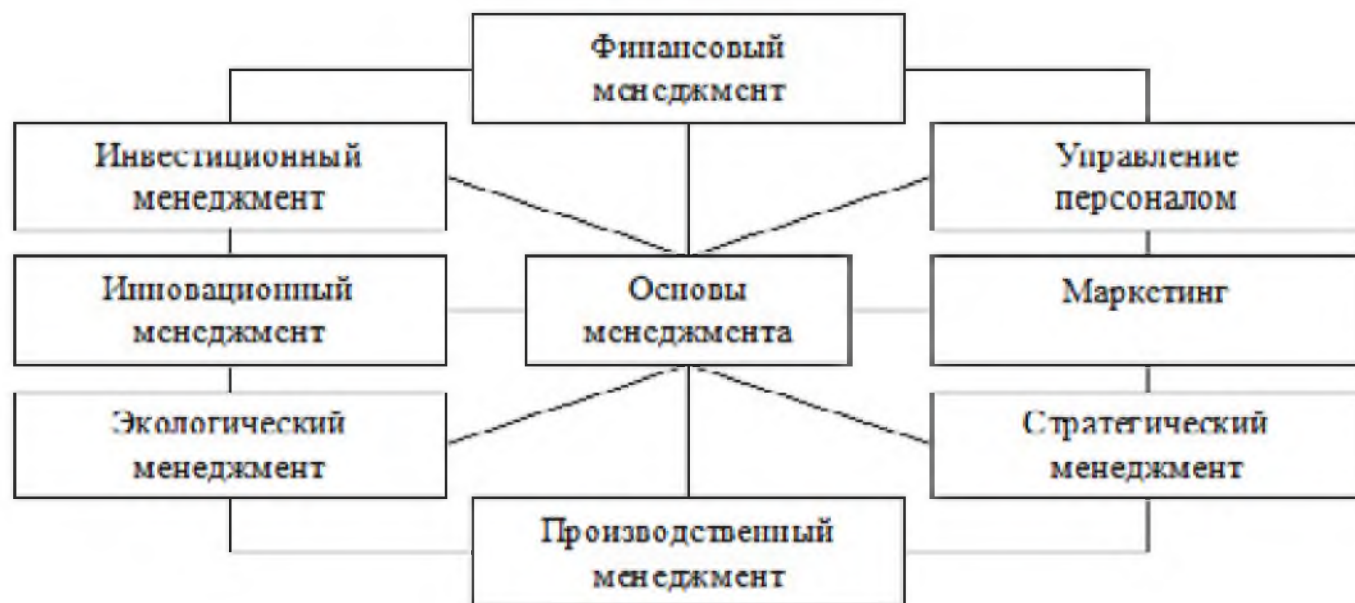 Финансовый
менеджмент
Инвестиционный
менеджмент
Управление
персоналом
Инновационный
менеджмент
Основы
менеджмента
Маркетинг
Экологический
менеджмент
Стратегический
менеджмент
Производственный
менеджмент